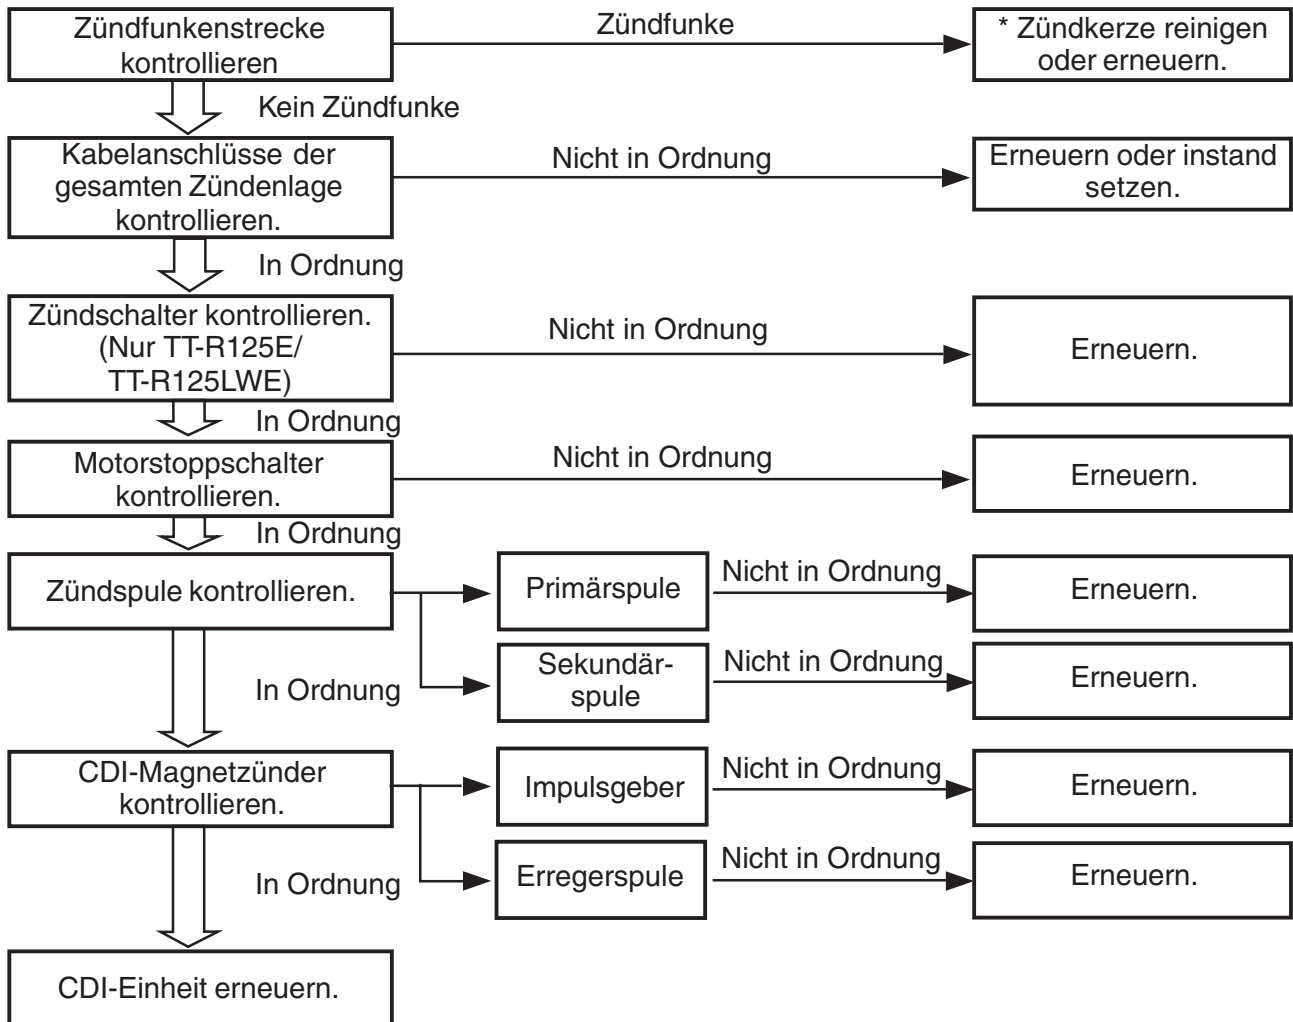 Zündfunkenstrecke
kontrollieren
Zündfunke
* Zündkerze reinigen
oder erneuern.
Kein Zündfunke
Kabelanschlüsse der
gesamten Zündenlage
kontrollieren.
Nicht in Ordnung
Erneuern oder instand
setzen.
In Ordnung
Zündschalter kontrollieren.
(Nur TT-R125E/
TT-R125LWE)
Nicht in Ordnung
Erneuern.
In Ordnung
Motorstoppschalter
kontrollieren.
Nicht in Ordnung
Erneuern.
In Ordnung
Zündspule kontrollieren.
Primärspule
Nicht in Ordnung
Erneuern.
Sekundär-
spule
Nicht in Ordnung
Erneuern.
In Ordnung
CDI-Magnetzünder
kontrollieren.
Impulsgeber
Nicht in Ordnung
Erneuern.
Erregerspule
Nicht in Ordnung
Erneuern.
In Ordnung
CDI-Einheit erneuern.